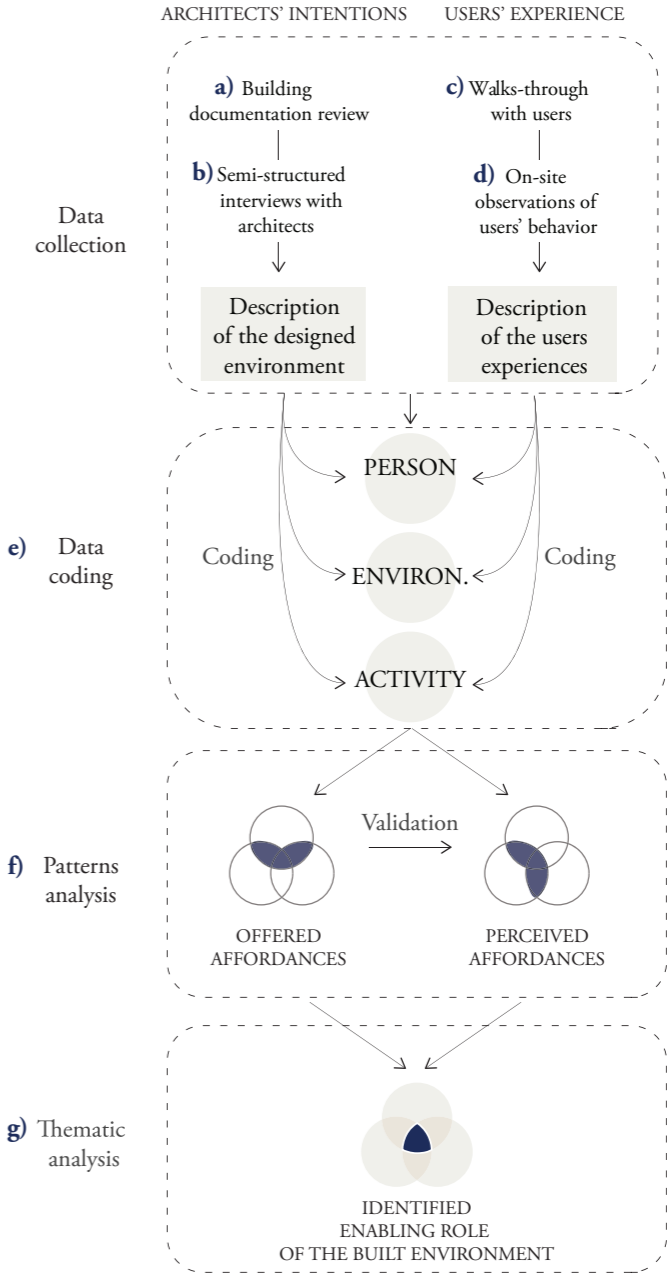 ARCHITECTS’ INTENTIONS
USERS’ EXPERIENCE
Data
collection
a) Building
documentation review
b) Semi-structured
interviews with
architects
Description
of the designed
environment
c) Walks-through
with users
d) On-site
observations of
users’ behavior
Description
of the users
experiences
e) Data
coding
Coding
PERSON
ENVIRON.
ACTIVITY
Coding
f) Patterns
analysis
Validation
OFFERED
AFFORDANCES
PERCEIVED
AFFORDANCES
g) Thematic
analysis
IDENTIFIED
ENABLING ROLE
OF THE BUILT ENVIRONMENT